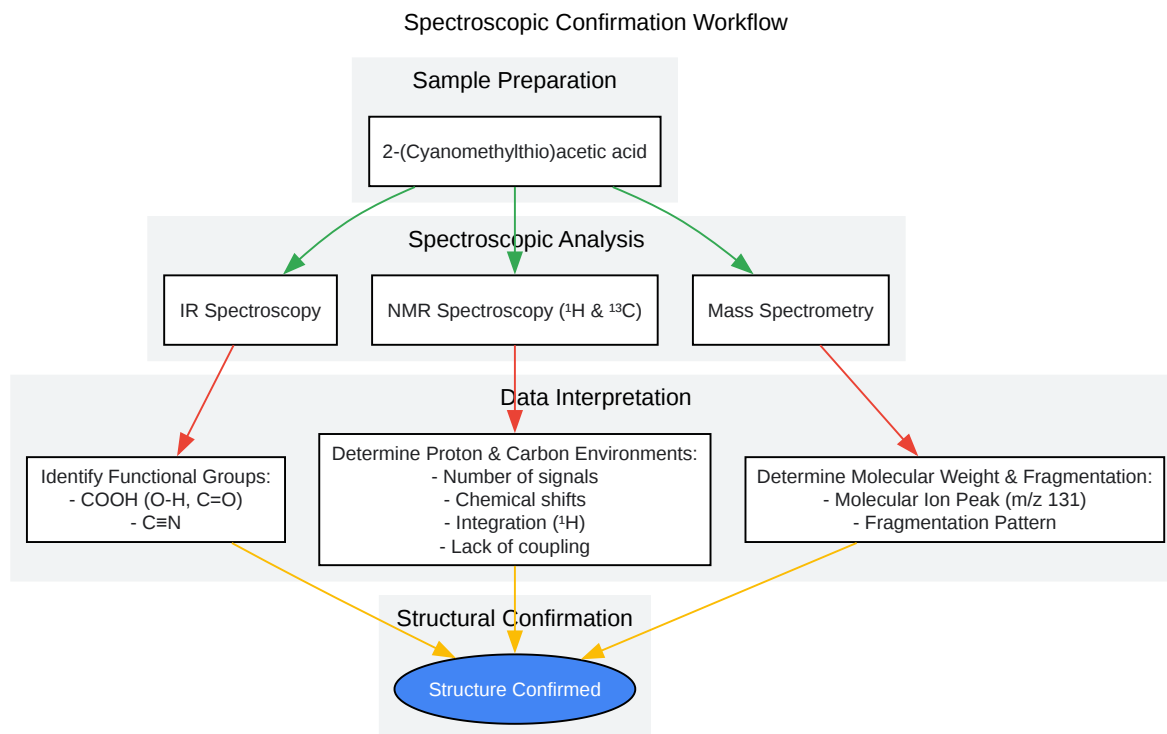 Spectroscopic Confirmation Workflow
Sample Preparation
2-(Cyanomethylthio)acetic acid
Spectroscopic Analysis
IR Spectroscopy
NMR Spectroscopy (¹H & ¹³C)
Mass Spectrometry
Data Interpretation
Identify Functional Groups:
- COOH (O-H, C=O)
- C≡N
Determine Proton & Carbon Environments:
- Number of signals
- Chemical shifts
- Integration (¹H)
- Lack of coupling
Determine Molecular Weight & Fragmentation:
- Molecular Ion Peak (m/z 131)
- Fragmentation Pattern
Structural Confirmation
Structure Confirmed